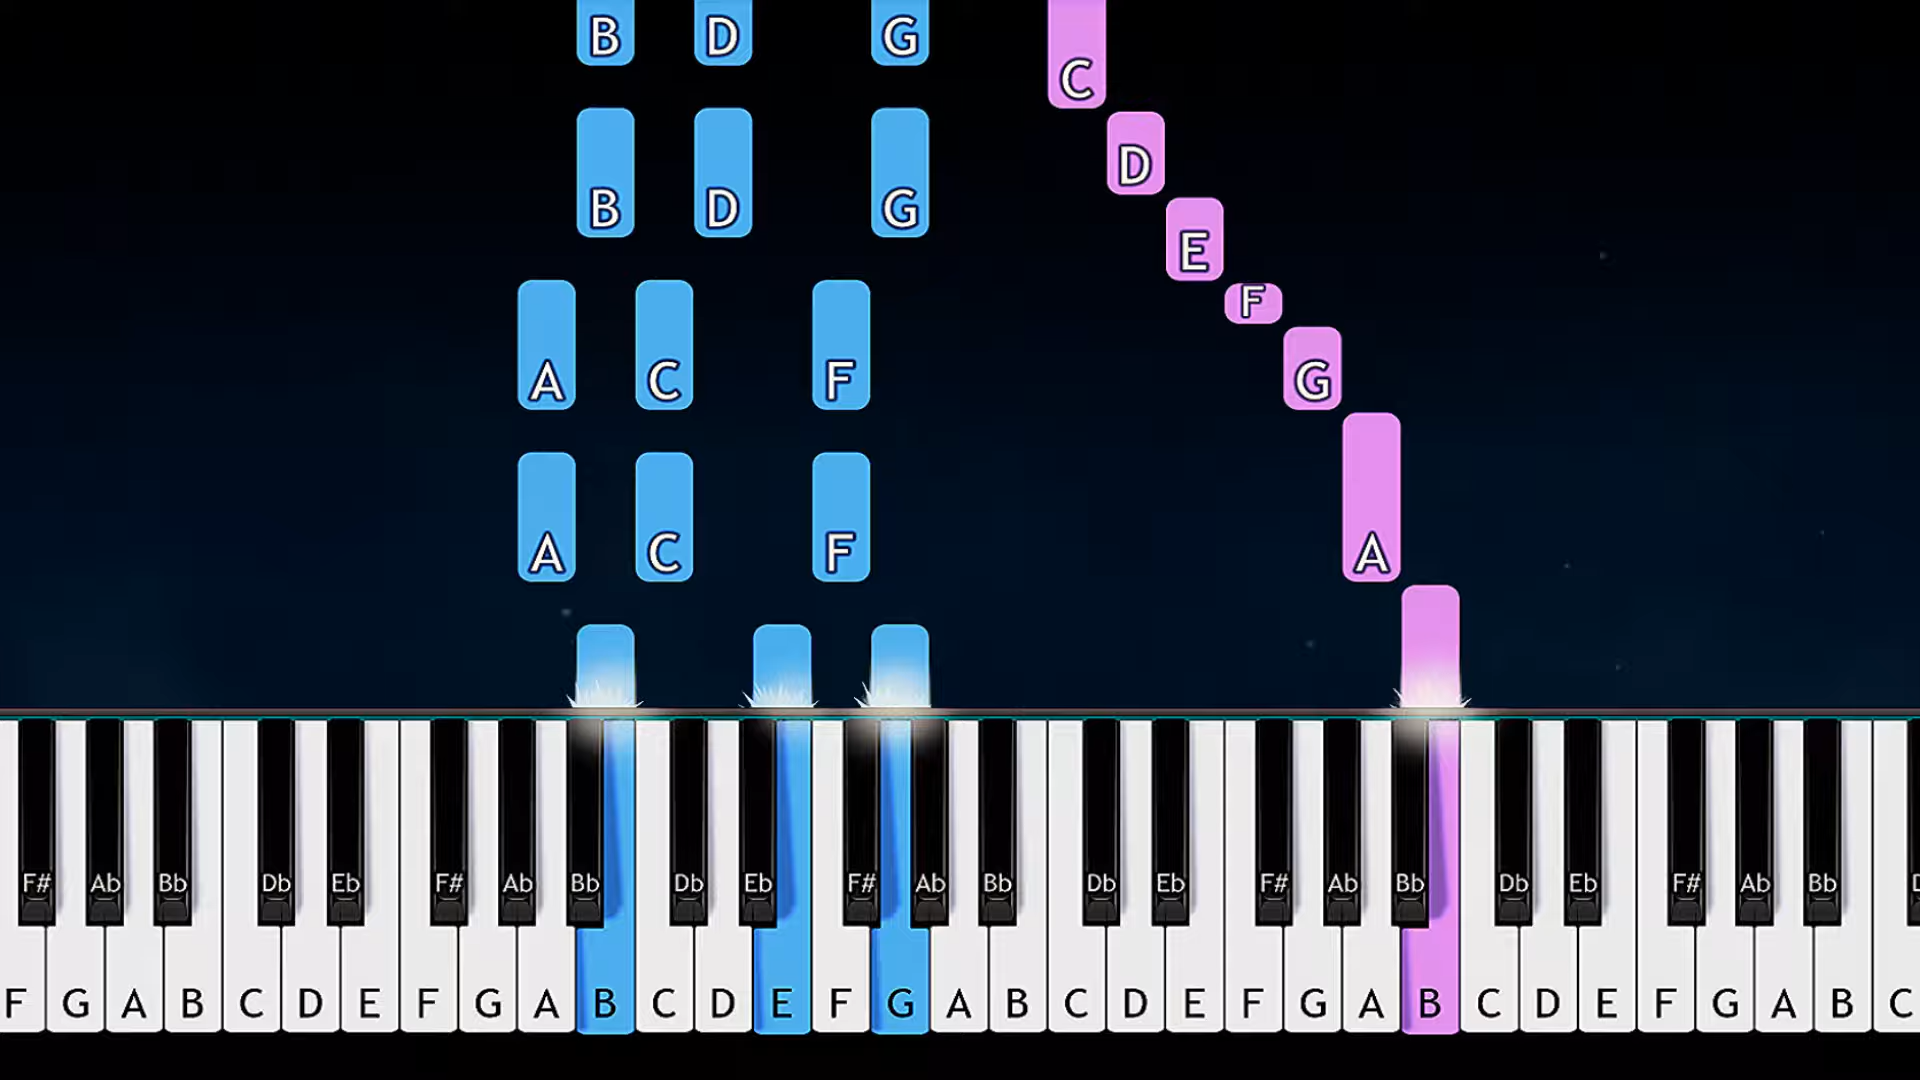 B D G
C
D
B D G
E
F
A C F G
A C F A
F# Ab Bb Db Eb F# Ab Bb Db Eb F# Ab Bb Db Eb F# Ab Bb Db Eb F# Ab Bb D
F G A B C D E F G A B C D E F G A B C D E F G A B C D E F G A B C